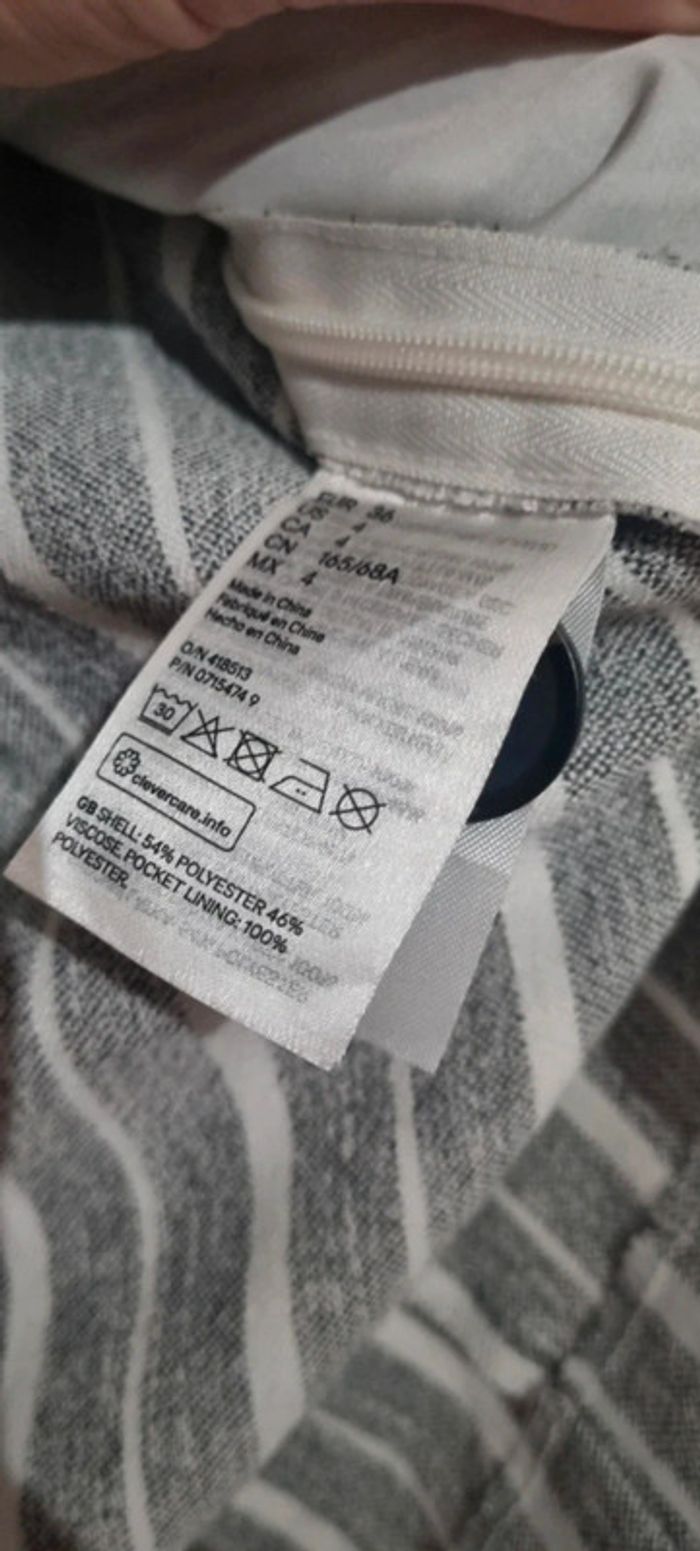 EUR 36
US 4
CA 4
CN 165/68A
MX 4
Made in China
Fabriqué en Chine
Hecho en China
O/N 418513
P/N 0715474 9
30
clevercare.info
GB SHELL: 54% POLYESTER 46%
VISCOSE. POCKET LINING: 100%
POLYESTER.